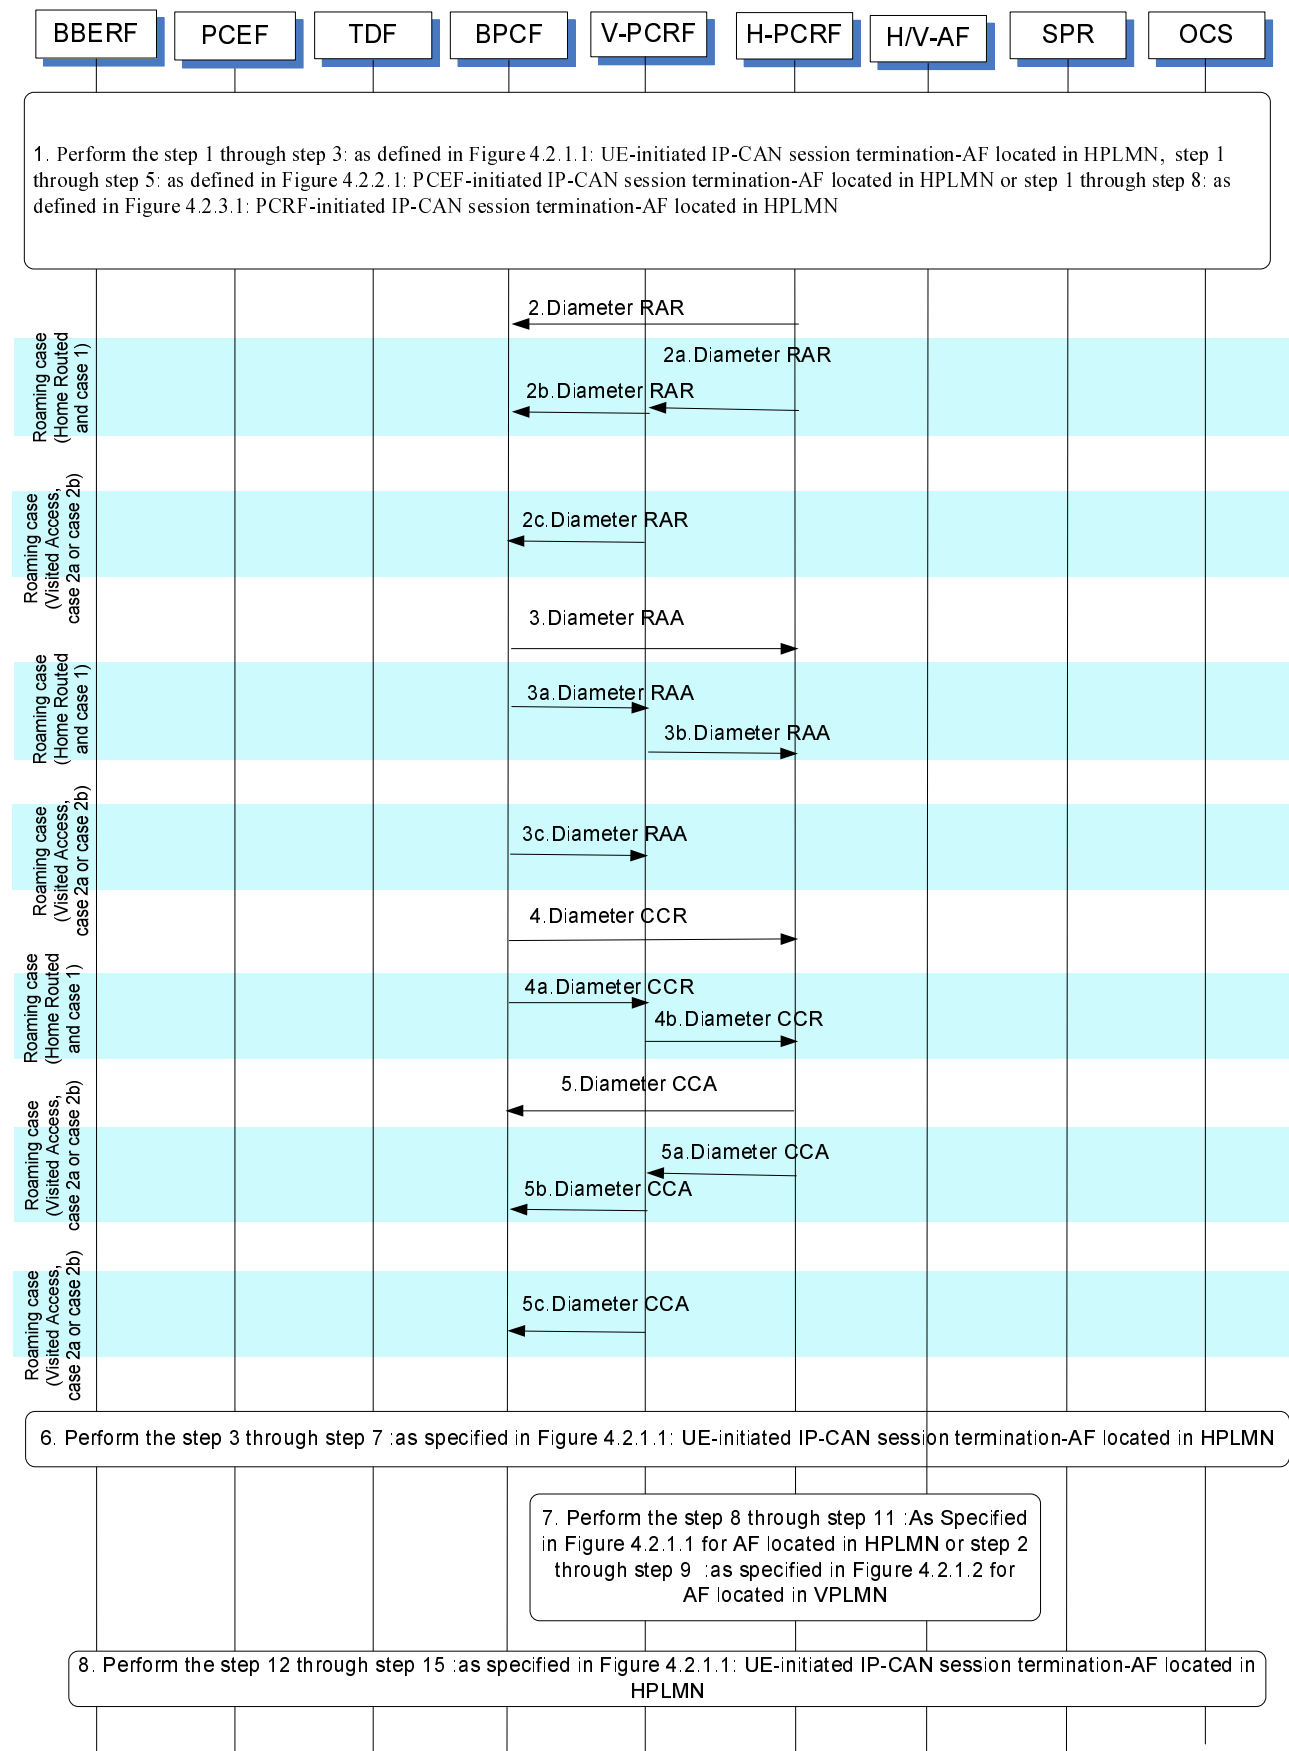 BBERF
PCEF
TDF
BPCF
V-PCRF
H-PCRF
H/V-AF
SPR
OCS
1. Perform the step 1 through step 3: as defined in Figure 4.2.1.1: UE-initiated IP-CAN session termination-AF located in HPLMN, step 1
through step 5: as defined in Figure 4.2.2.1: PCEF-initiated IP-CAN session termination-AF located in HPLMN or step 1 through step 8: as
defined in Figure 4.2.3.1: PCRF-initiated IP-CAN session termination-AF located in HPLMN
2.Diameter RAR
Roaming case
(Home Routed
and case 1)
2a.Diameter RAR
2b.Diameter RAR
Roaming case
(Visited Access,
case 2a or case 2b)
2c.Diameter RAR
3.Diameter RAA
Roaming case
(Home Routed
and case 1)
3a.Diameter RAA
3b.Diameter RAA
Roaming case
(Visited Access,
case 2a or case 2b)
3c.Diameter RAA
4.Diameter CCR
Roaming case
(Home Routed
and case 1)
4a.Diameter CCR
4b.Diameter CCR
5.Diameter CCA
Roaming case
(Visited Access,
case 2a or case 2b)
5a.Diameter CCA
5b.Diameter CCA
Roaming case
(Visited Access,
case 2a or case 2b)
5c.Diameter CCA
6. Perform the step 3 through step 7 :as specified in Figure 4.2.1.1: UE-initiated IP-CAN session termination-AF located in HPLMN
7. Perform the step 8 through step 11 :As Specified
in Figure 4.2.1.1 for AF located in HPLMN or step 2
through step 9 :as specified in Figure 4.2.1.2 for
AF located in VPLMN
8. Perform the step 12 through step 15 :as specified in Figure 4.2.1.1: UE-initiated IP-CAN session termination-AF located in
HPLMN